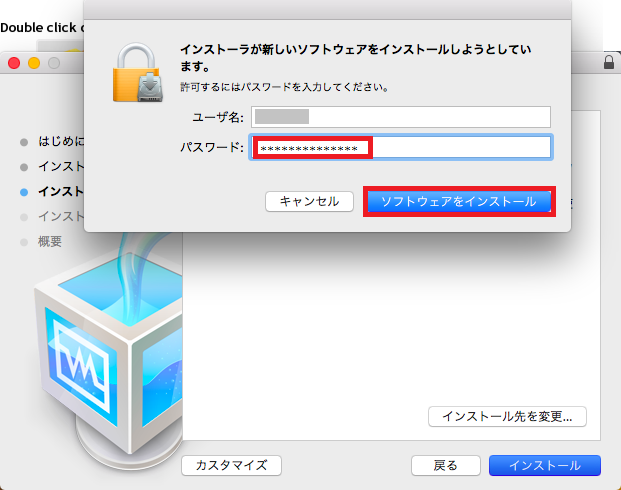 Double click
インストーラが新しいソフトウェアをインストールしようとしてい
ます。
許可するにはパスワードを入力してください。
ユーザ名:
パスワード: **************
キャンセル
ソフトウェアをインストール
はじめに
インスト
インスト
インスト
概要
インストール先を変更...
カスタマイズ
戻る
インストール